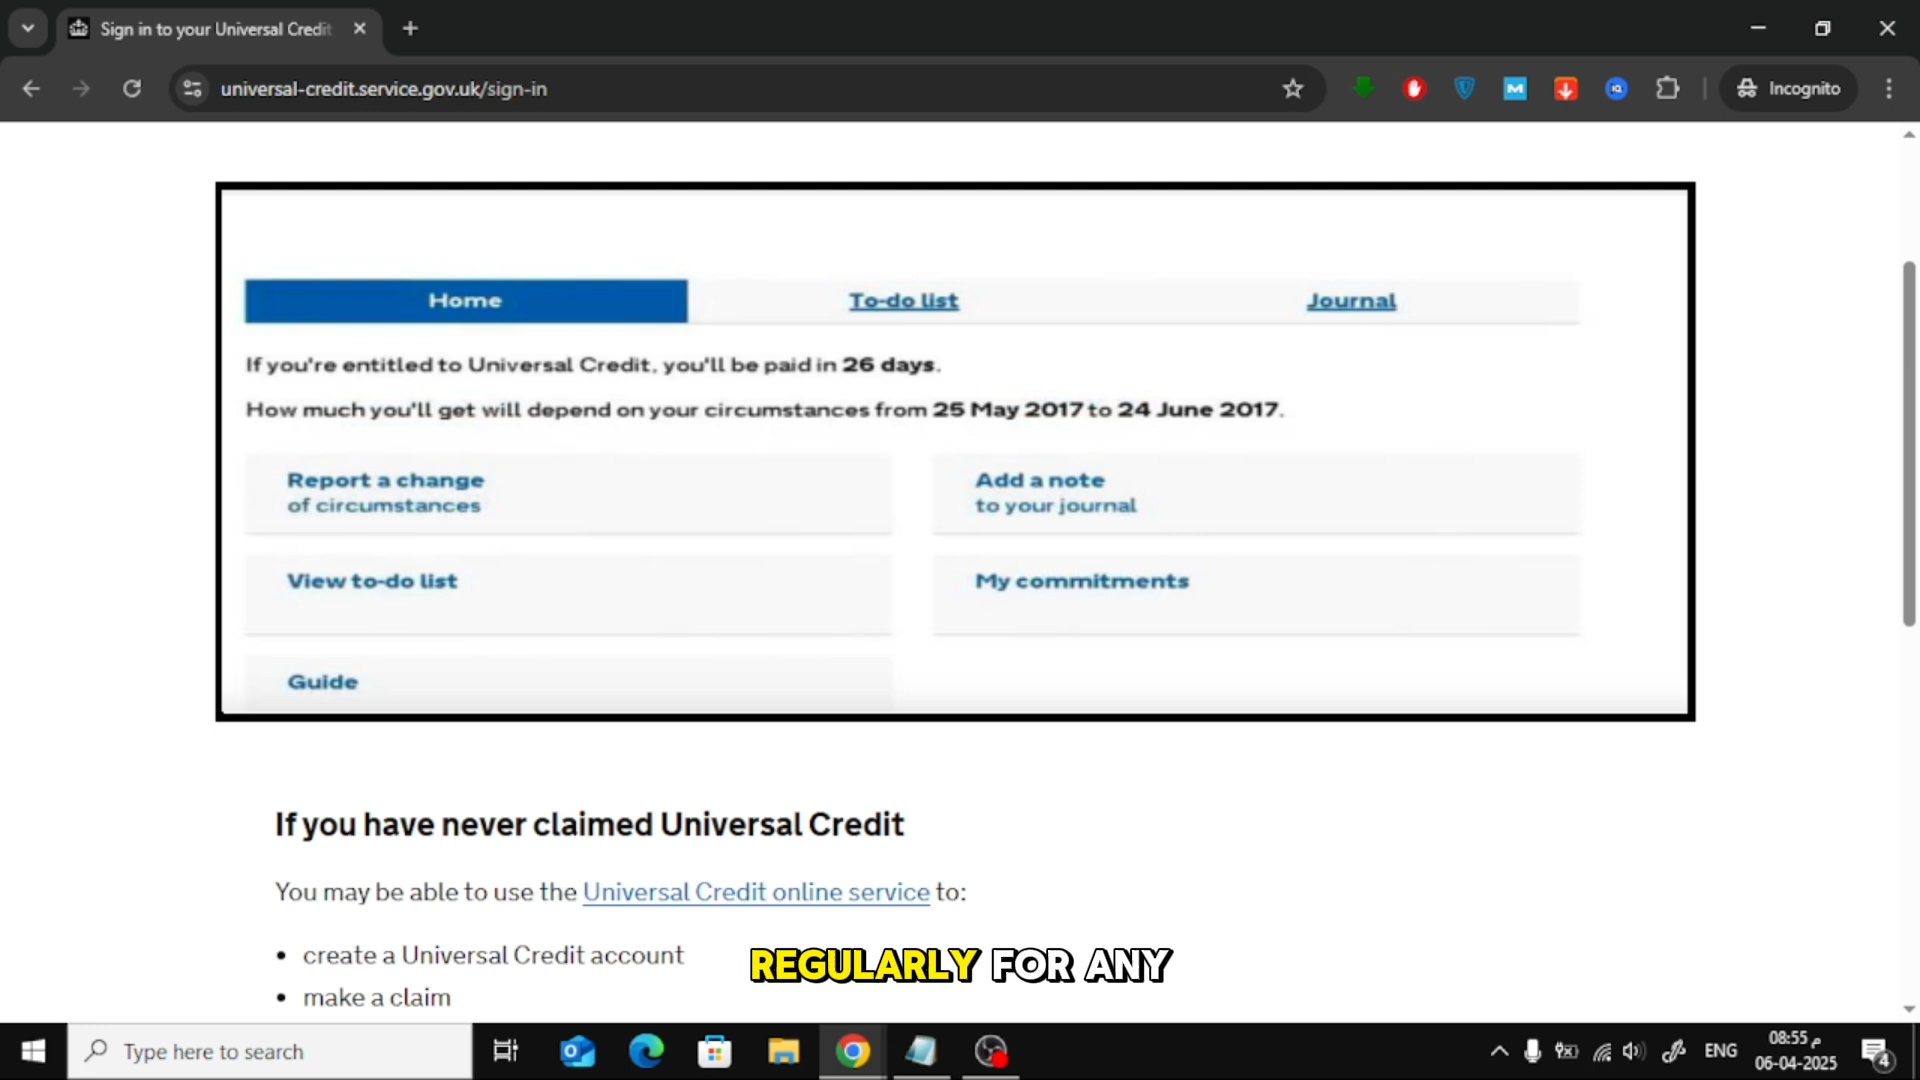 Sign in to your Universal Credit
universal-credit.service.gov.uk/sign-in
Incognito
Home
To-do list
Journal
If you're entitled to Universal Credit, you'll be paid in 26 days.
How much you'll get will depend on your circumstances from 25 May 2017 to 24 June 2017.
Report a change
of circumstances
Add a note
to your journal
View to-do list
My commitments
Guide
If you have never claimed Universal Credit
You may be able to use the Universal Credit online service to:
• create a Universal Credit account
• make a claim
REGULARLY FOR ANY
Type here to search
ENG
08:55 م
06-04-2025
4